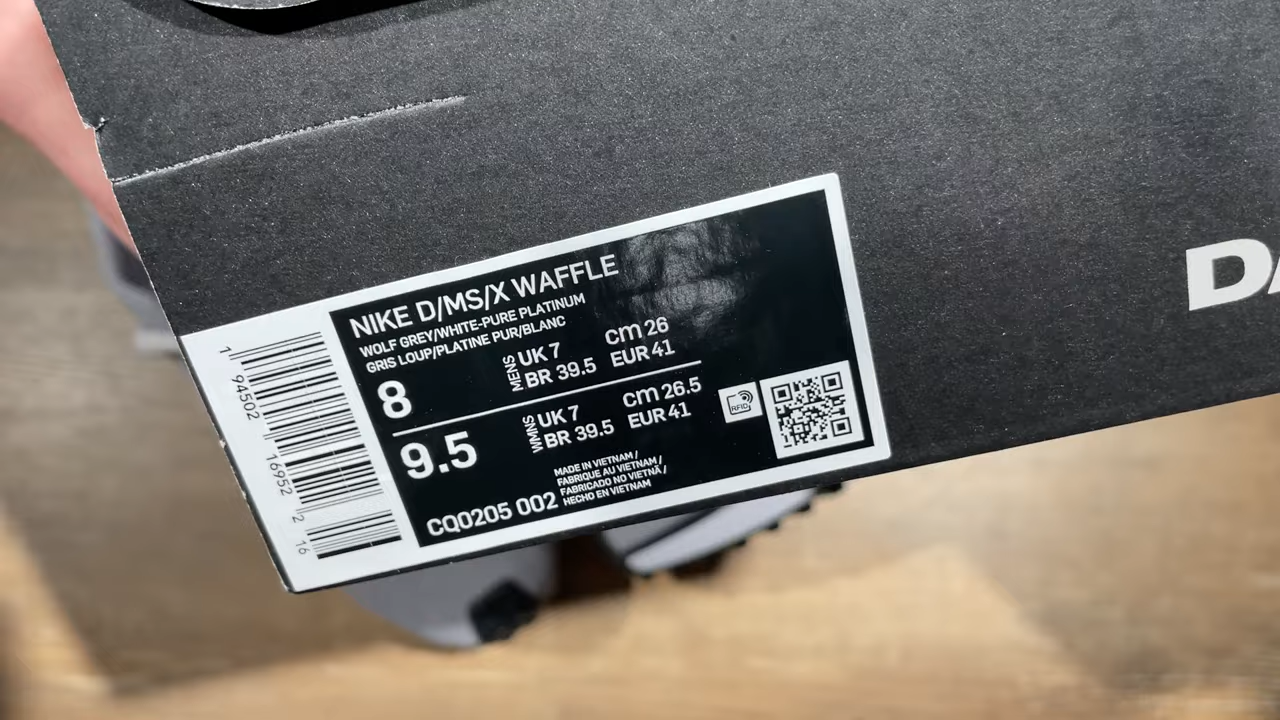 NIKE D/MS/X WAFFLE
WOLF GREY/WHITE-PURE PLATINUM
GRIS LOUP/PLATINE PUR/BLANC
8
MENS
UK 7
cm 26
BR 39.5
EUR 41
9.5
WMNS
UK 7
cm 26.5
BR 39.5
EUR 41
RFID
MADE IN VIETNAM /
FABRIQUE AU VIETNAM /
FABRICADO NO VIETNÃ /
HECHO EN VIETNAM
CQ0205 002
1 94502 16952 2 16